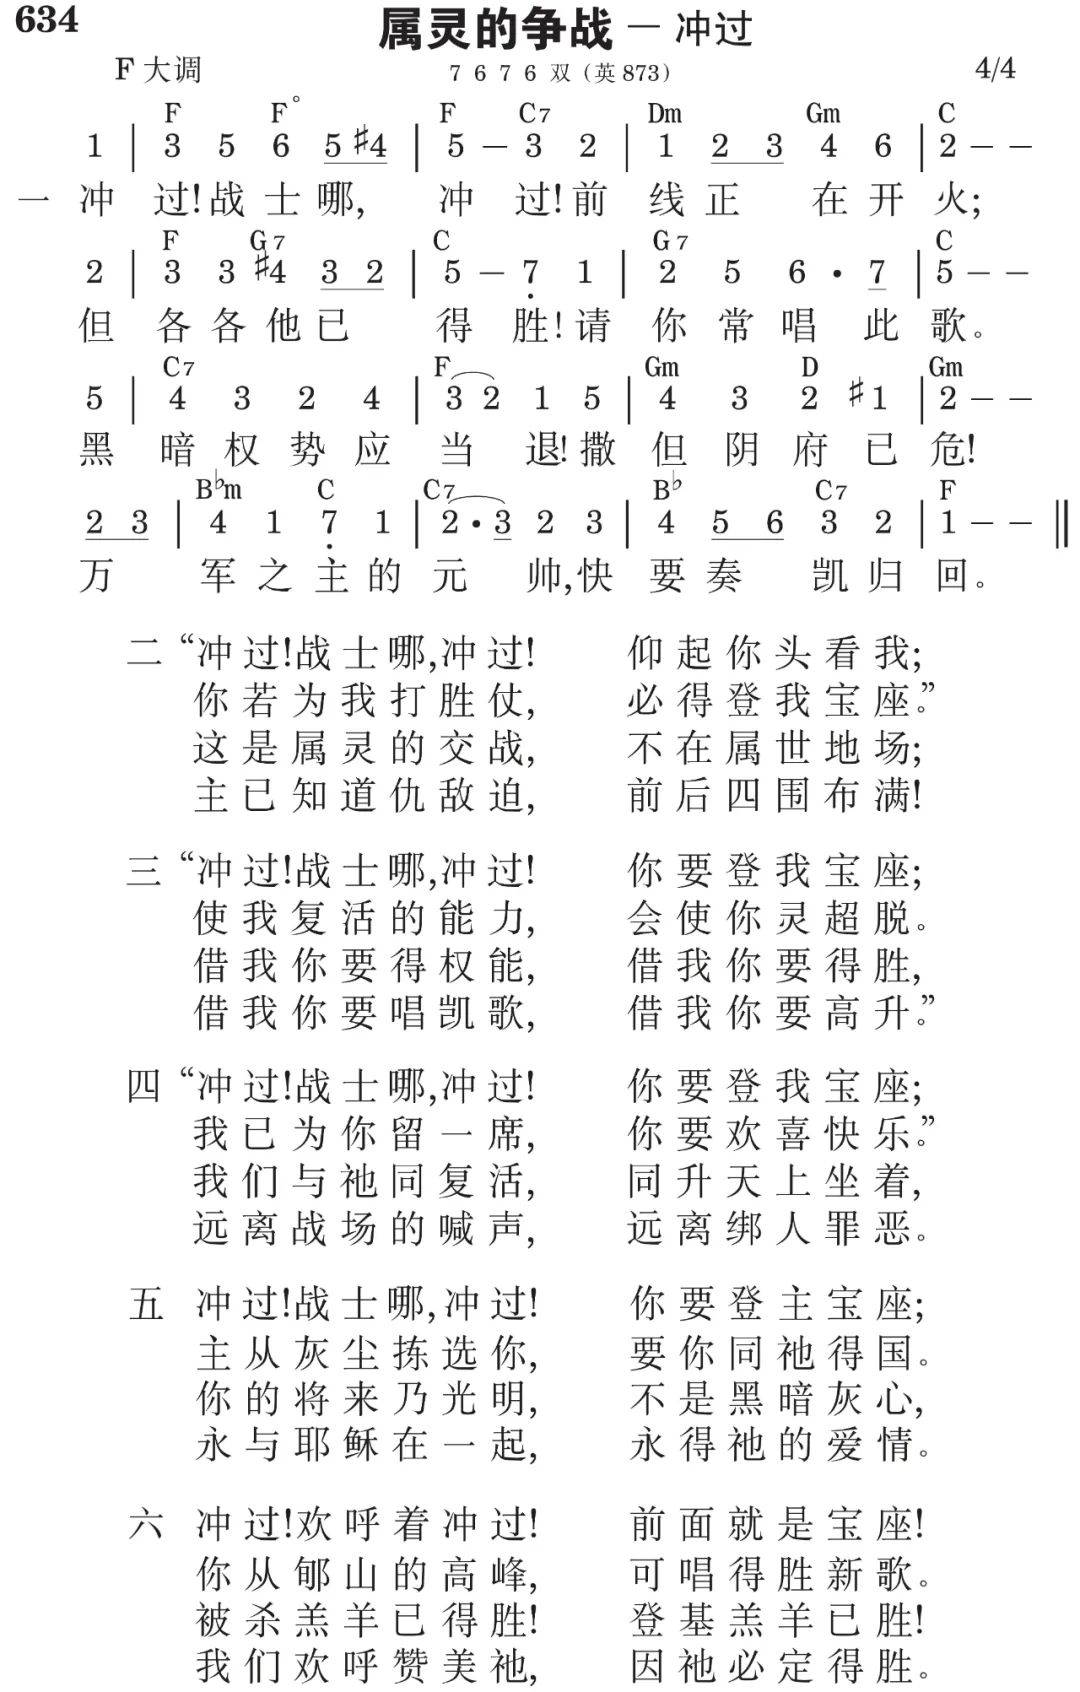 634
属灵的争战 — 冲过
F 大调 7 6 7 6 双（英 873） 4/4
F F° F C7 Dm Gm C
1 | 3 5 6 5 ♯4 | 5 – 3 2 | 1 2 3 4 6 | 2 – –
一 冲 过!战士哪, 冲 过!前 线正 在开火;
F G7 C G7 C
2 | 3 3 ♯4 3 2 | 5 – 7 1 | 2 5 6 • 7 | 5 – –
但 各各他已 得 胜!请 你常唱 此歌。
C7 F Gm D Gm
5 | 4 3 2 4 | 3 2 1 5 | 4 3 2 ♯1 | 2 – –
黑 暗权势应 当 退!撒 但阴府已危!
B♭m C C7 B♭ C7 F
2 3 | 4 1 7 1 | 2 • 3 2 3 | 4 5 6 3 2 | 1 – – ‖
万 军之主的 元 帅,快 要奏 凯归回。
二 “冲过!战士哪,冲过! 仰起你头看我;
你若为我打胜仗, 必得登我宝座。”
这是属灵的交战, 不在属世地场;
主已知道仇敌迫, 前后四围布满!
三 “冲过!战士哪,冲过! 你要登我宝座;
使我复活的能力, 会使你灵超脱。
借我你要得权能, 借我你要得胜,
借我你要唱凯歌, 借我你要高升。”
四 “冲过!战士哪,冲过! 你要登我宝座;
我已为你留一席, 你要欢喜快乐。”
我们与祂同复活, 同升天上坐着,
远离战场的喊声, 远离绑人罪恶。
五 冲过!战士哪,冲过! 你要登主宝座;
主从灰尘拣选你, 要你同祂得国。
你的将来乃光明, 不是黑暗灰心,
永与耶稣在一起, 永得祂的爱情。
六 冲过!欢呼着冲过! 前面就是宝座!
你从郇山的高峰, 可唱得胜新歌。
被杀羔羊已得胜! 登基羔羊已胜!
我们欢呼赞美祂, 因祂必定得胜。